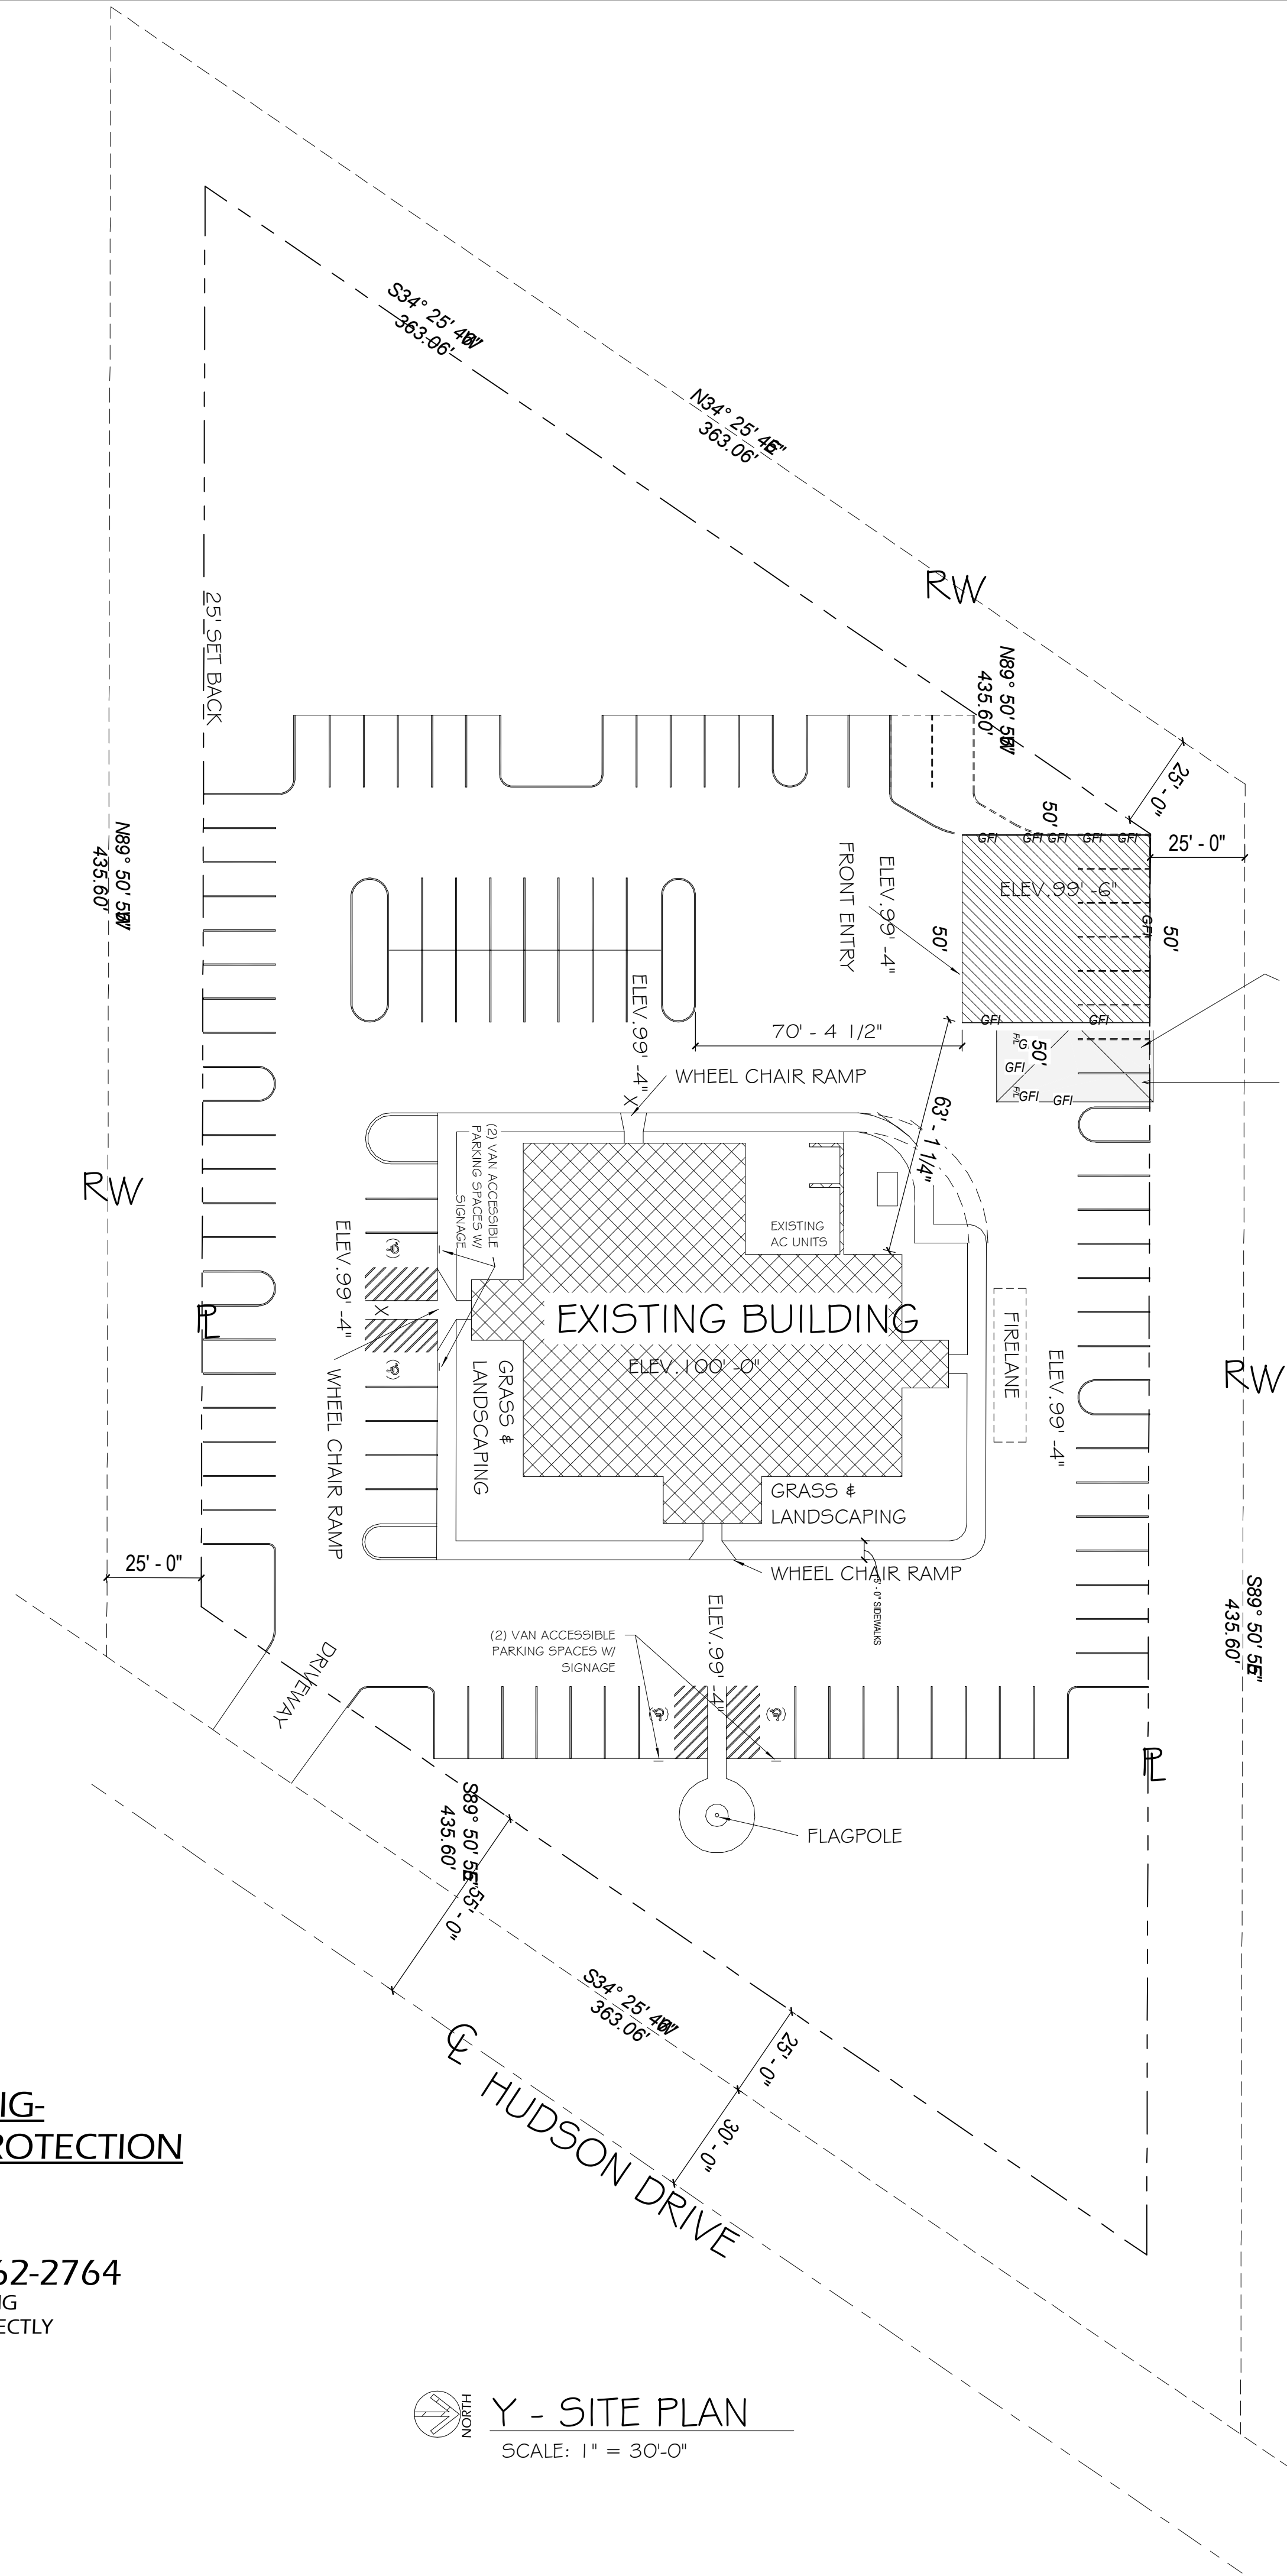 S34° 25' 46"W
363.06'
N34° 25' 46"E
363.06'
RW
25' SET BACK
N89° 50' 55"W
435.60'
25' - 0"
25' - 0"
50'
GFI
GFI
GFI
GFI
GFI
ELEV.99' -6"
GFI
50'
50'
ELEV.99' -4"
FRONT ENTRY
N89° 50' 55"W
435.60'
GFI
GFI
70' - 4 1/2"
F/L
G
50'
GFI
F/L
GFI
GFI
ELEV.99' -4"
X
WHEEL CHAIR RAMP
63' - 1 1/4"
RW
(2) VAN ACCESSIBLE
PARKING SPACES W/
SIGNAGE
EXISTING
AC UNITS
ELEV.99' -4"
X
PL
EXISTING BUILDING
ELEV.100' -0"
FIRELANE
ELEV.99' -4"
RW
GRASS &
LANDSCAPING
WHEEL CHAIR RAMP
GRASS &
LANDSCAPING
25' - 0"
WHEEL CHAIR RAMP
5' - 0" SIDEWALKS
ELEV.99' -4"
(2) VAN ACCESSIBLE
PARKING SPACES W/
SIGNAGE
DRIVEWAY
S89° 50' 55"E
435.60'
PL
S89° 50' 55"E
435.60'
55' - 0"
FLAGPOLE
S34° 25' 46"W
363.06'
25' - 0"
30' - 0"
CL
HUDSON DRIVE
IG-
ROTECTION
62-2764
NG
ECTLY
NORTH
Y - SITE PLAN
SCALE: 1" = 30'-0"